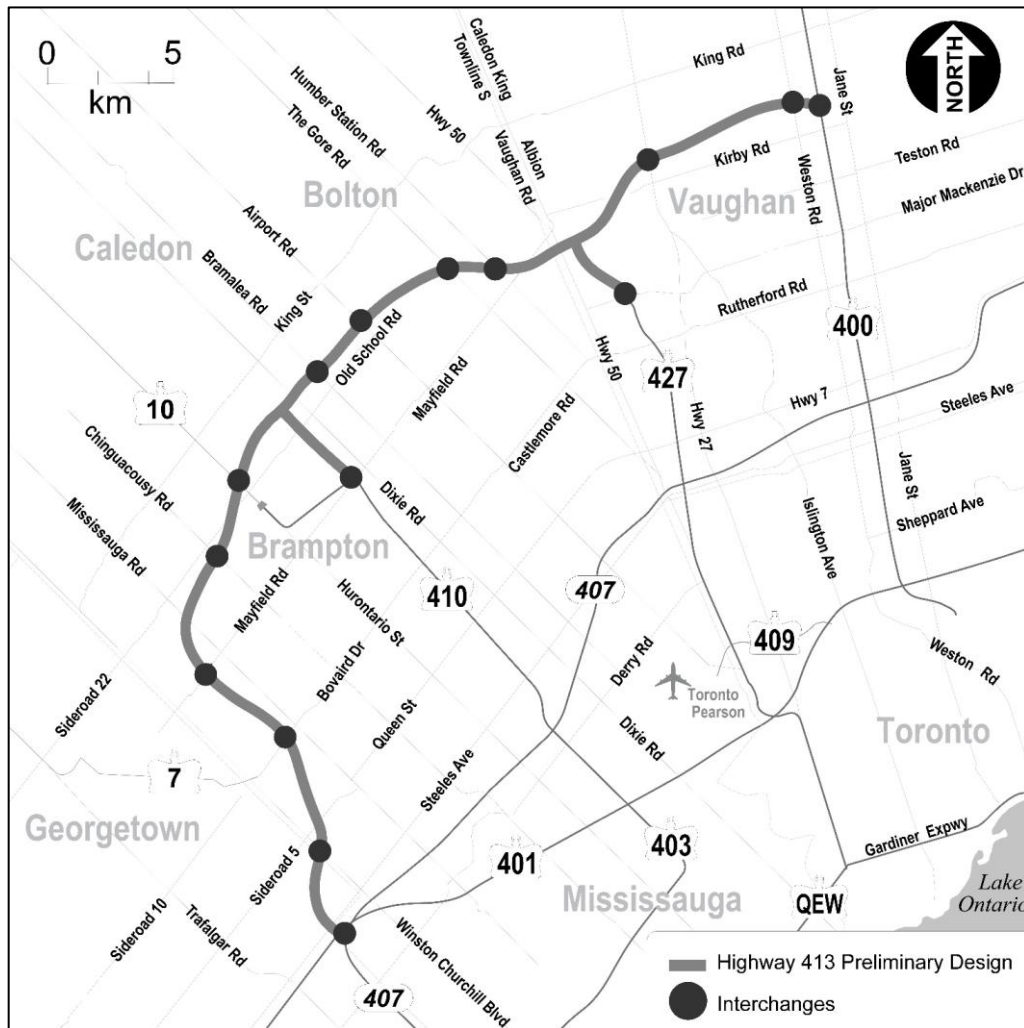 0 5
km
NORTH
King Rd
Jane St
Caledon King
Townline S
Humber Station Rd
The Gore Rd
Hwy 50
Albion
Vaughan Rd
Kirby Rd
Teston Rd
Weston Rd
Major Mackenzie Dr
Bolton
Vaughan
Caledon
Airport Rd
Bramalea Rd
King St
Old School Rd
Mayfield Rd
Rutherford Rd
400
427
Hwy 50
Hwy 27
Hwy 7
Steeles Ave
10
Castlemore Rd
Chinguacousy Rd
Mississauga Rd
Dixie Rd
Brampton
Jane St
Sheppard Ave
Islington Ave
Mayfield Rd
Hurontario St
410
407
409
Weston Rd
Derry Rd
Bovaird Dr
Queen St
Sideroad 22
Toronto
Pearson
Dixie Rd
Toronto
7
Steeles Ave
Georgetown
Sideroad 5
401
403
Gardiner Expwy
Mississauga
QEW
Lake
Ontario
Sideroad 10
Trafalgar Rd
Winston Churchill Blvd
407
Highway 413 Preliminary Design
Interchanges